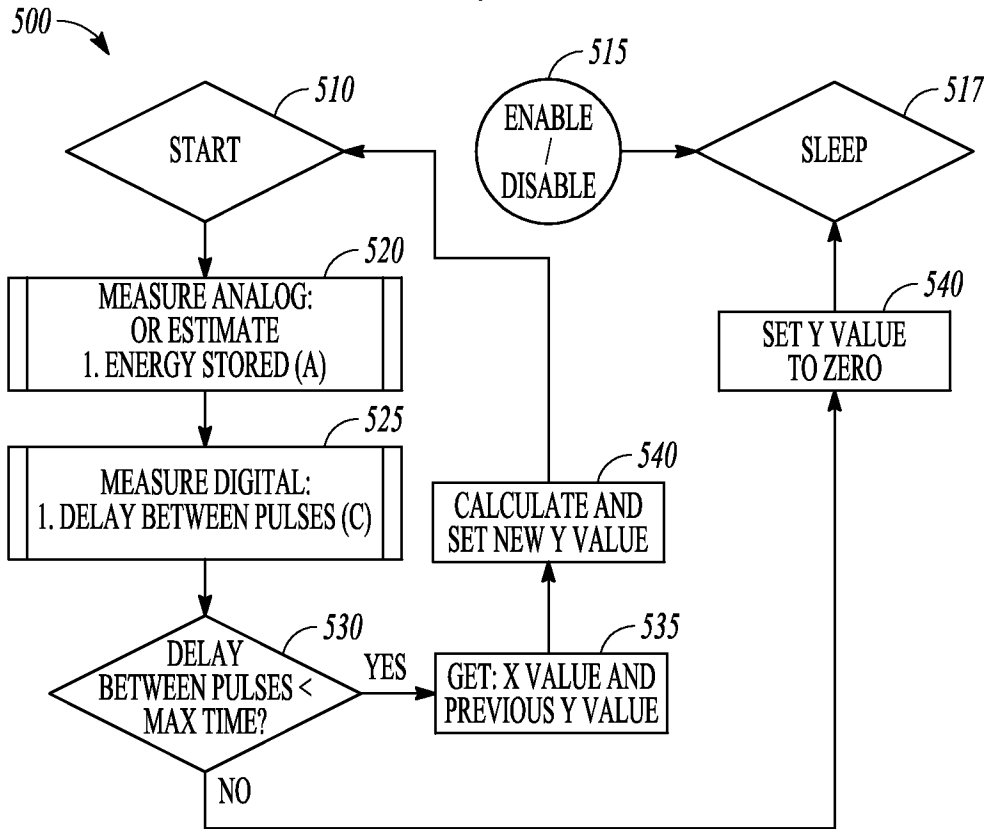 500
510
START
515
ENABLE
/
DISABLE
517
SLEEP
520
MEASURE ANALOG:
OR ESTIMATE
1. ENERGY STORED (A)
525
MEASURE DIGITAL:
1. DELAY BETWEEN PULSES (C)
530
DELAY
BETWEEN PULSES <
MAX TIME?
YES
NO
535
GET: X VALUE AND
PREVIOUS Y VALUE
540
CALCULATE AND
SET NEW Y VALUE
540
SET Y VALUE
TO ZERO